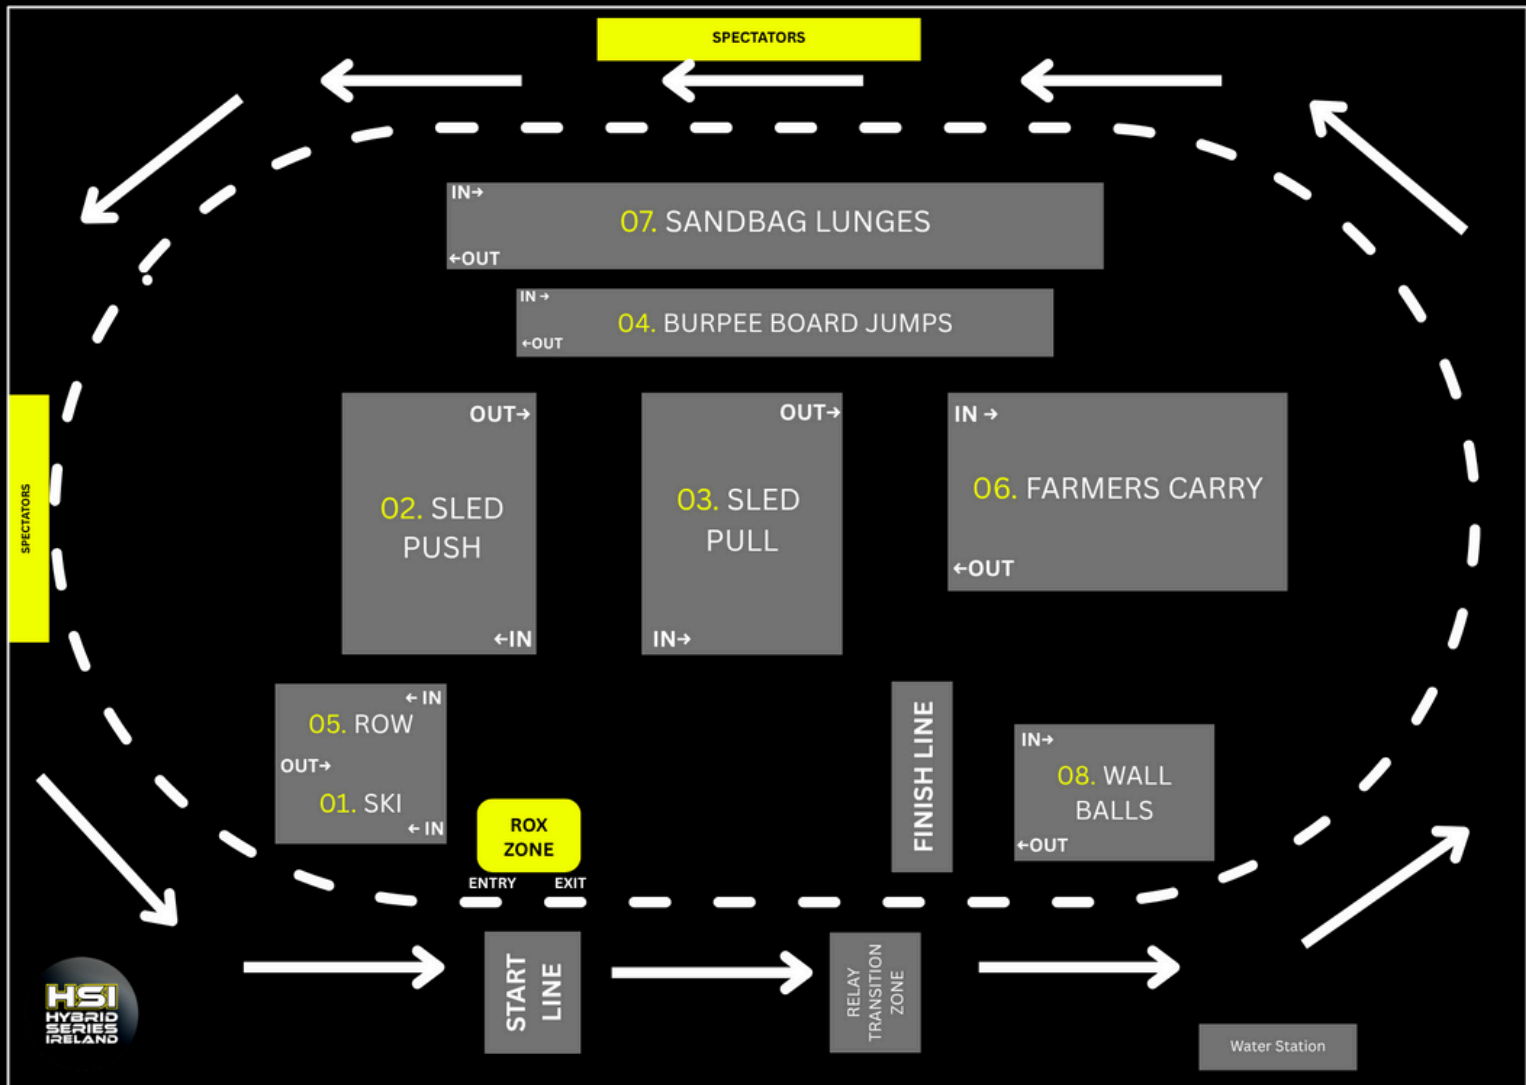 SPECTATORS
IN→
07. SANDBAG LUNGES
←OUT
IN →
04. BURPEE BOARD JUMPS
←OUT
OUT→
02. SLED
PUSH
←IN
OUT→
03. SLED
PULL
IN→
IN →
06. FARMERS CARRY
←OUT
SPECTATORS
← IN
05. ROW
OUT→
01. SKI
← IN
ROX
ZONE
ENTRY EXIT
FINISH LINE
IN→
08. WALL
BALLS
←OUT
START
LINE
RELAY
TRANSITION
ZONE
HSI
HYBRID
SERIES
IRELAND
Water Station